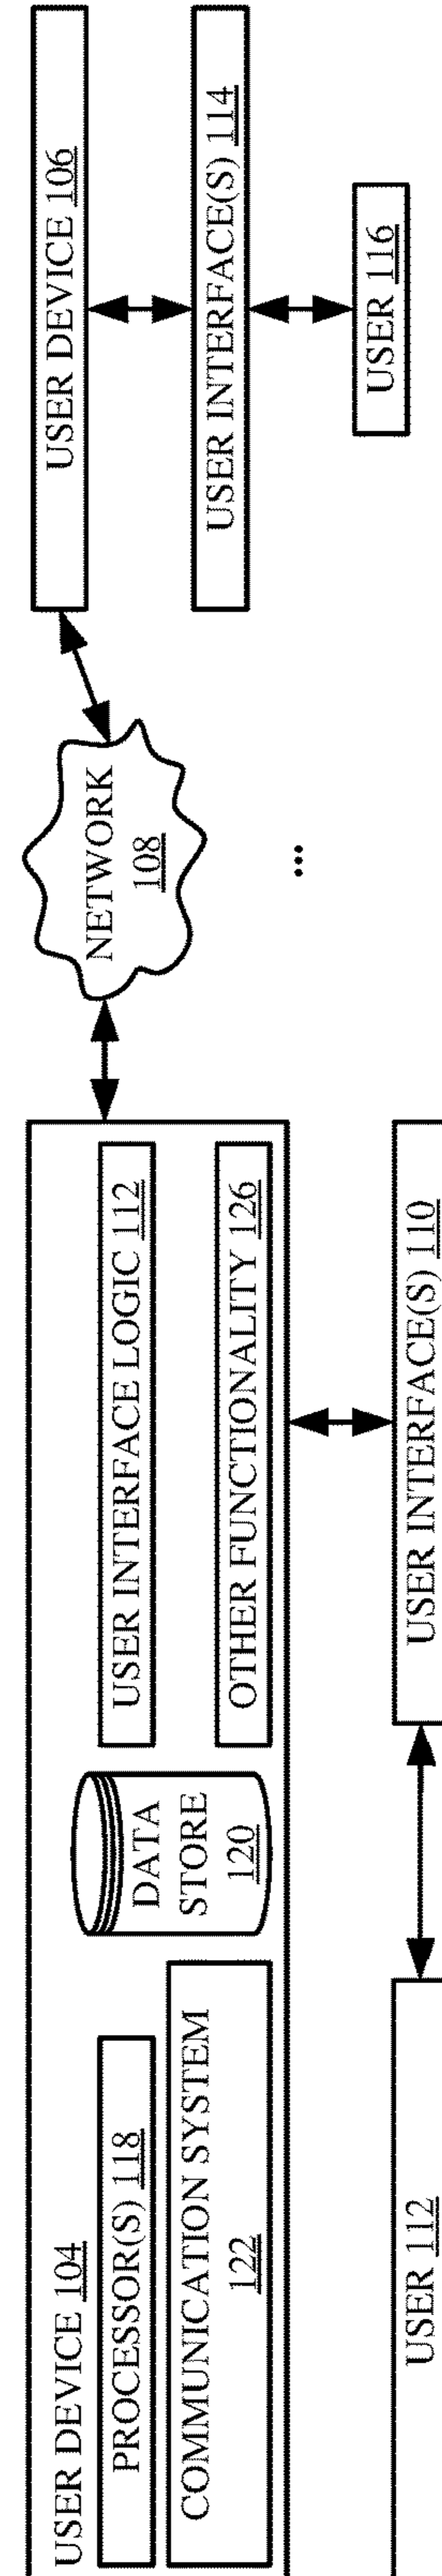 USER DEVICE 104
PROCESSOR(S) 118
COMMUNICATION SYSTEM
122
DATA
STORE
120
USER INTERFACE LOGIC 112
OTHER FUNCTIONALITY 126
USER 112
USER INTERFACE(S) 110
NETWORK
108
...
USER DEVICE 106
USER INTERFACE(S) 114
USER 116